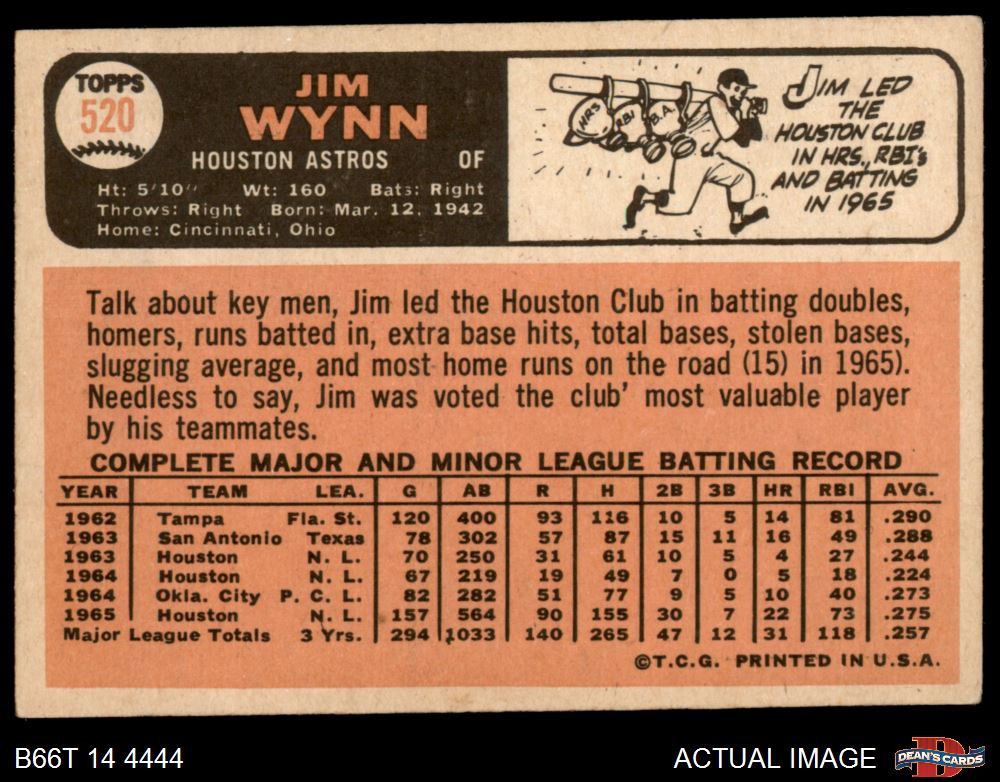 TOPPS
520
JIM
WYNN
HOUSTON ASTROS OF
Ht: 5'10" Wt: 160 Bats: Right
Throws: Right Born: Mar. 12, 1942
Home: Cincinnati, Ohio
HRS
RBI
B.A.
JIM LED
THE
HOUSTON CLUB
IN HRS., RBI's
AND BATTING
IN 1965
Talk about key men, Jim led the Houston Club in batting doubles,
homers, runs batted in, extra base hits, total bases, stolen bases,
slugging average, and most home runs on the road (15) in 1965).
Needless to say, Jim was voted the club' most valuable player
by his teammates.
COMPLETE MAJOR AND MINOR LEAGUE BATTING RECORD
YEAR TEAM LEA. G AB R H 2B 3B HR RBI AVG.
1962 Tampa Fla. St. 120 400 93 116 10 5 14 81 .290
1963 San Antonio Texas 78 302 57 87 15 11 16 49 .288
1963 Houston N. L. 70 250 31 61 10 5 4 27 .244
1964 Houston N. L. 67 219 19 49 7 0 5 18 .224
1964 Okla. City P. C. L. 82 282 51 77 9 5 10 40 .273
1965 Houston N. L. 157 564 90 155 30 7 22 73 .275
Major League Totals 3 Yrs. 294 1033 140 265 47 12 31 118 .257
©T.C.G. PRINTED IN U.S.A.
B66T 14 4444 ACTUAL IMAGE
D
DEAN'S CARDS